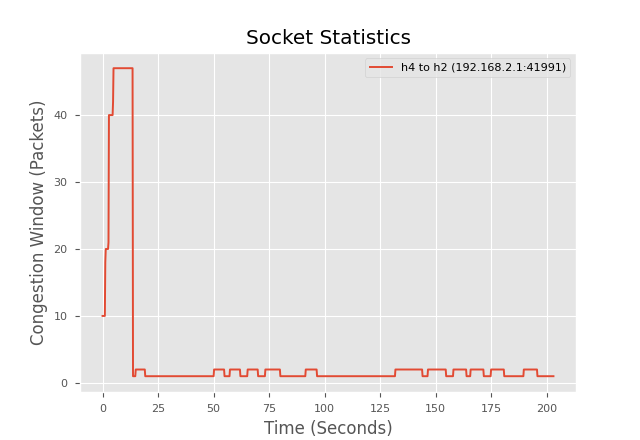 Socket Statistics
h4 to h2 (192.168.2.1:41991)
Congestion Window (Packets)
40
30
20
10
0
0 25 50 75 100 125 150 175 200
Time (Seconds)